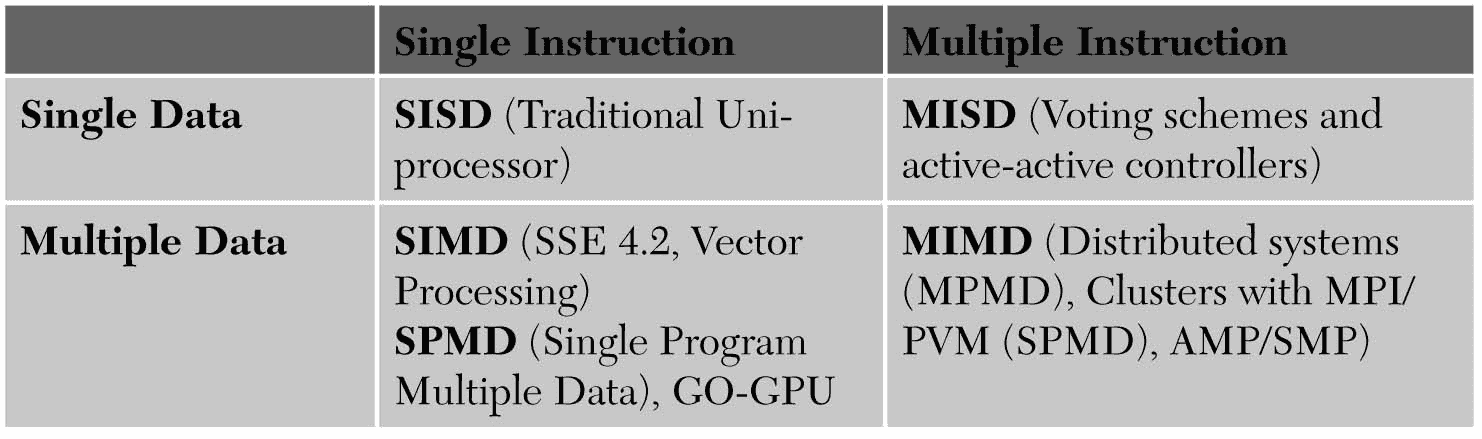 Single Instruction
Multiple Instruction
Single Data
SISD (Traditional Uni-
processor)
MISD (Voting schemes and
active-active controllers)
Multiple Data
SIMD (SSE 4.2, Vector
Processing)
SPMD (Single Program
Multiple Data), GO-GPU
MIMD (Distributed systems
(MPMD), Clusters with MPI/
PVM (SPMD), AMP/SMP)